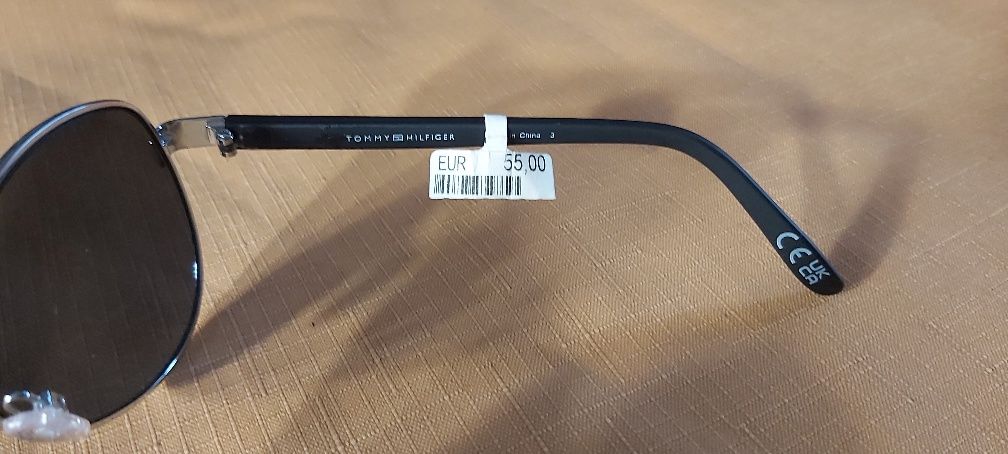 TOMMY HILFIGER
China 3
EUR 55,00
CE UK
CA